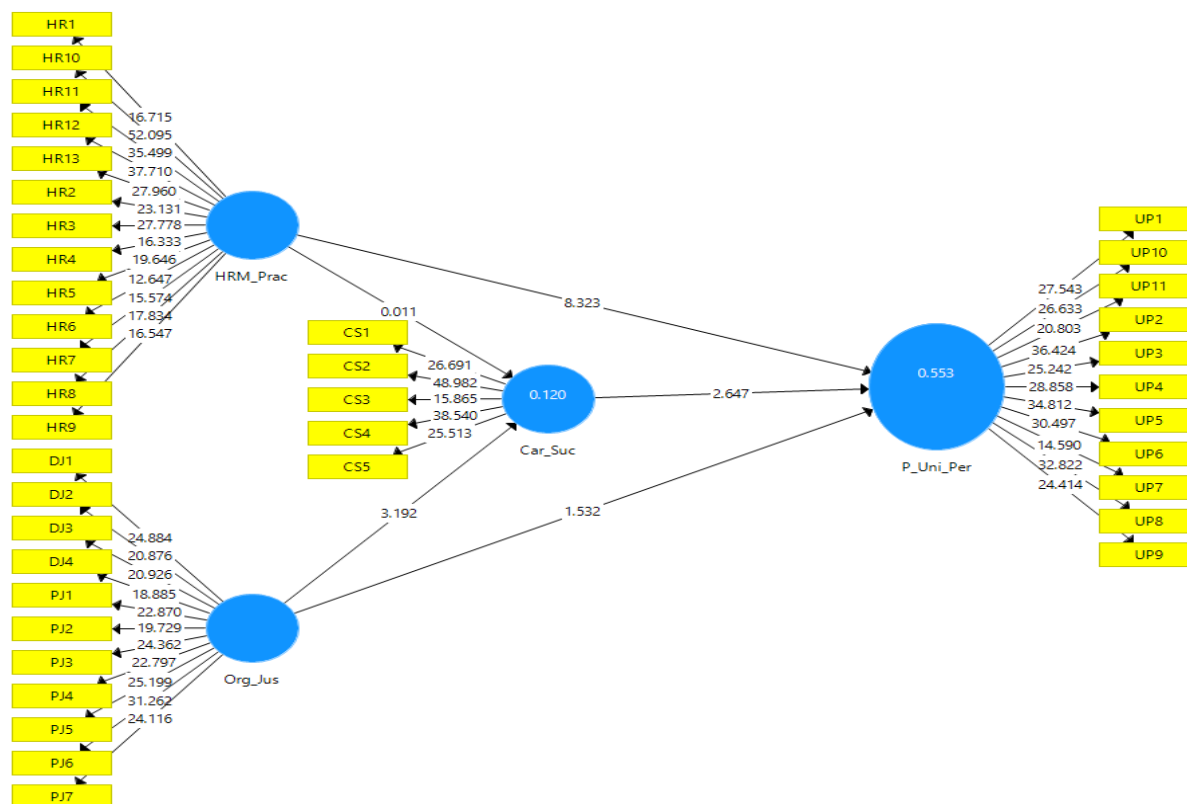 HR1
HR10
HR11
HR12
HR13
HR2
HR3
HR4
HR5
HR6
HR7
HR8
HR9
16.715
52.095
35.499
37.710
27.960
23.131
27.778
16.333
19.646
12.647
15.574
17.834
16.547
HRM_Prac
8.323
0.011
CS1
CS2
CS3
CS4
CS5
26.691
48.982
15.865
38.540
25.513
0.120
Car_Suc
2.647
3.192
1.532
DJ1
DJ2
DJ3
DJ4
PJ1
PJ2
PJ3
PJ4
PJ5
PJ6
PJ7
24.884
20.876
20.926
18.885
22.870
19.729
24.362
22.797
25.199
31.262
24.116
Org_Jus
0.553
P_Uni_Per
27.543
26.633
20.803
36.424
25.242
28.858
34.812
30.497
14.590
32.822
24.414
UP1
UP10
UP11
UP2
UP3
UP4
UP5
UP6
UP7
UP8
UP9